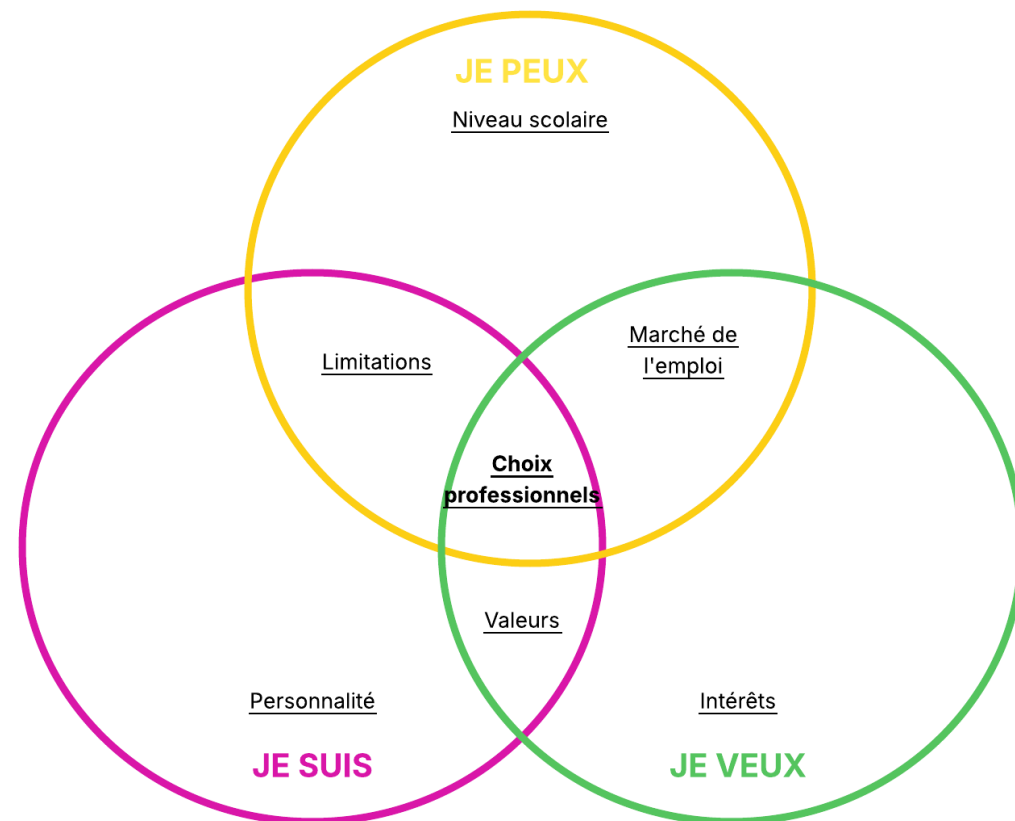 JE PEUX
Niveau scolaire
Marché de
l'emploi
Limitations
Choix
professionnels
Valeurs
Personnalité
Intérêts
JE SUIS
JE VEUX